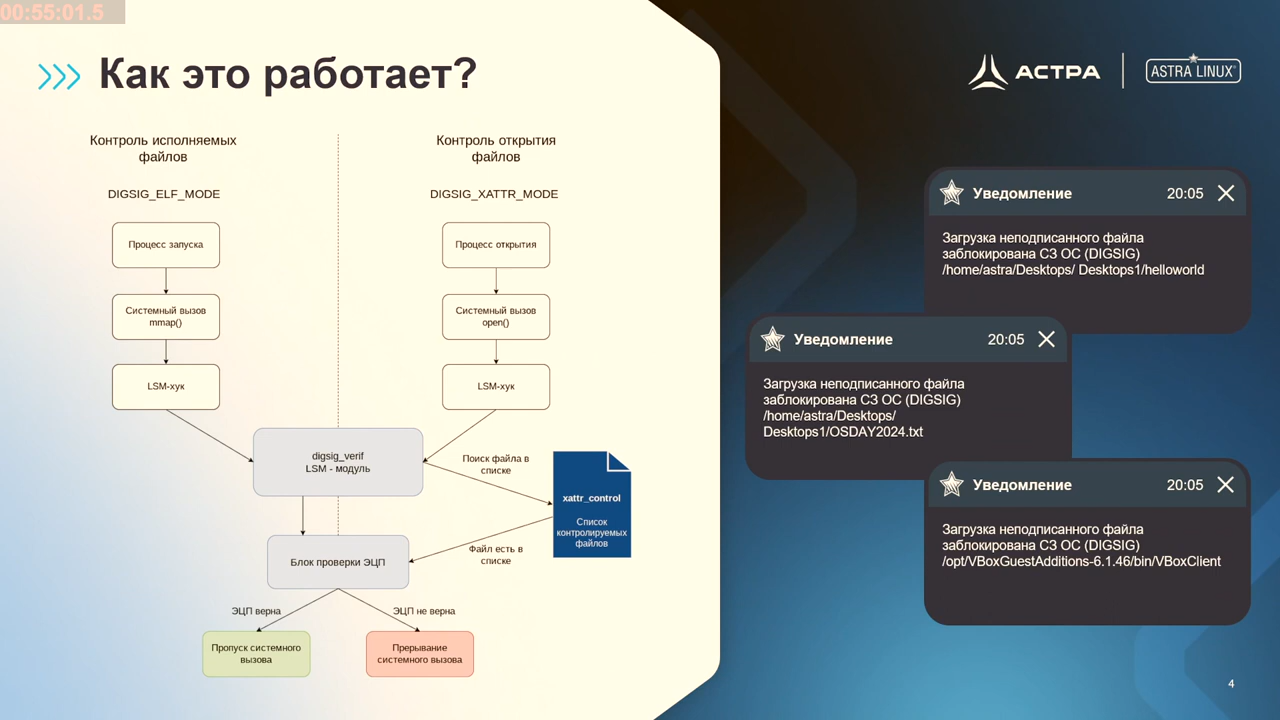 00:55:01.5
Как это работает?
АСТРА
ASTRA LINUX®
Контроль исполняемых
файлов
DIGSIG_ELF_MODE
Процесс запуска
Системный вызов
mmap()
LSM-хук
Контроль открытия
файлов
DIGSIG_XATTR_MODE
Процесс открытия
Системный вызов
open()
LSM-хук
digsig_verif
LSM - модуль
Поиск файла в
списке
xattr_control
Список
контролируемых
файлов
Файл есть в
списке
Блок проверки ЭЦП
ЭЦП верна
ЭЦП не верна
Пропуск системного
вызова
Прерывание
системного вызова
Уведомление 20:05
Загрузка неподписанного файла
заблокирована СЗ ОС (DIGSIG)
/home/astra/Desktops/ Desktops1/helloworld
Уведомление 20:05
Загрузка неподписанного файла
заблокирована СЗ ОС (DIGSIG)
/home/astra/Desktops/
Desktops1/OSDAY2024.txt
Уведомление 20:05
Загрузка неподписанного файла
заблокирована СЗ ОС (DIGSIG)
/opt/VBoxGuestAdditions-6.1.46/bin/VBoxClient
4